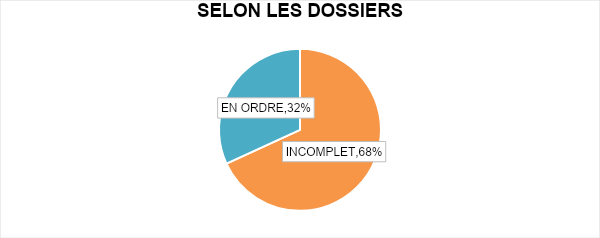 SELON LES DOSSIERS
EN ORDRE,32%
INCOMPLET,68%